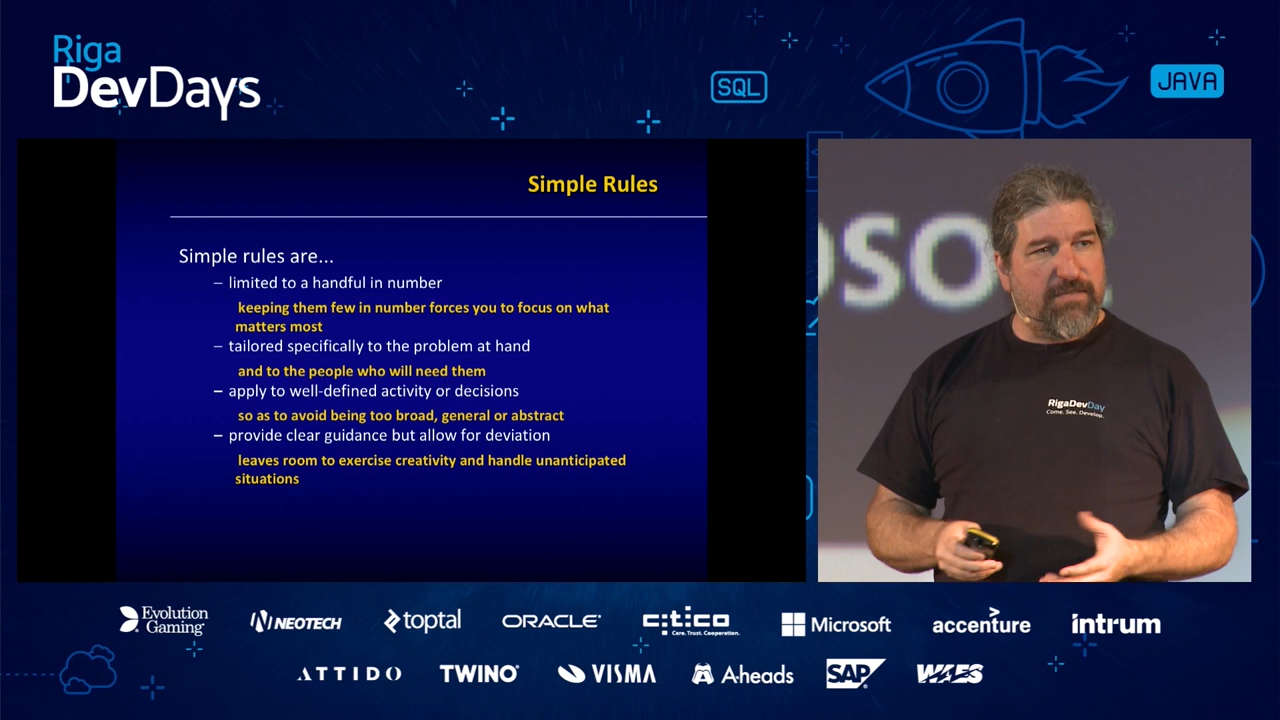 Riga
DevDays
SQL
JAVA
Simple Rules
Simple rules are...
– limited to a handful in number
keeping them few in number forces you to focus on what
matters most
– tailored specifically to the problem at hand
and to the people who will need them
– apply to well-defined activity or decisions
so as to avoid being too broad, general or abstract
– provide clear guidance but allow for deviation
leaves room to exercise creativity and handle unanticipated
situations
OSO
RigaDevDay
Come. See. Develop.
Evolution
Gaming
NEOTECH
toptal
ORACLE
citico
Care. Trust. Cooperation.
Microsoft
accenture
intrum
ATTIDO
TWINO
VISMA
A-heads
SAP
WAES